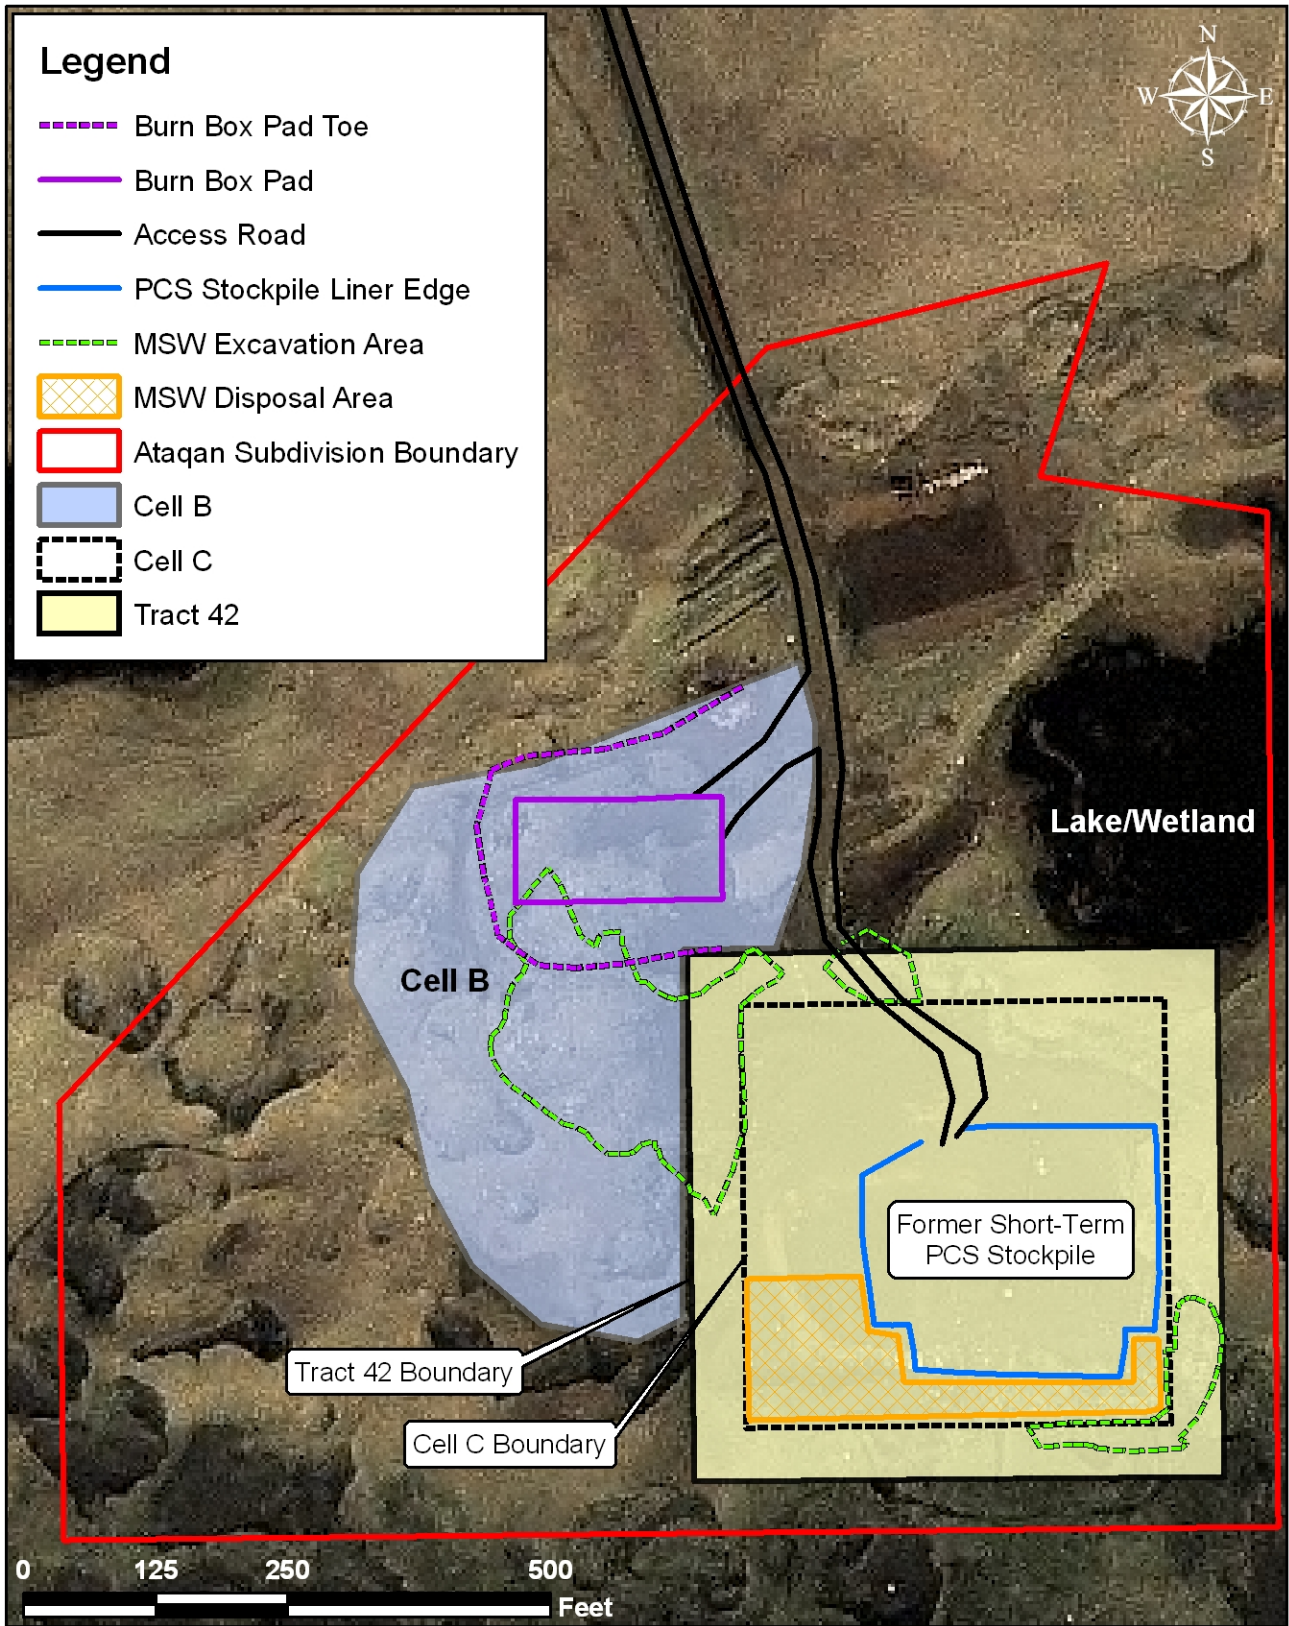 Legend
Burn Box Pad Toe
Burn Box Pad
Access Road
PCS Stockpile Liner Edge
MSW Excavation Area
MSW Disposal Area
Ataqan Subdivision Boundary
Cell B
Cell C
Tract 42
N
W E
S
Lake/Wetland
Cell B
Former Short-Term
PCS Stockpile
Tract 42 Boundary
Cell C Boundary
0 125 250 500
Feet